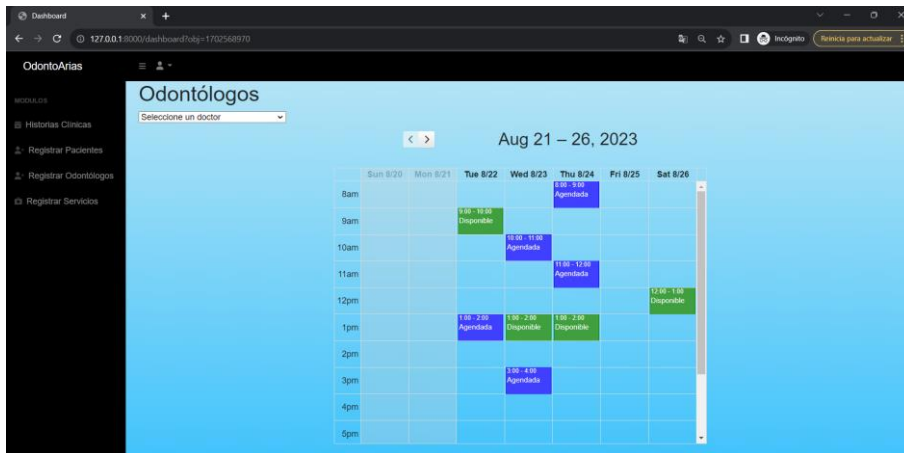 Dashboard
127.0.0.1:8000/dashboard?obj=1702568970
Incógnito
Reinicia para actualizar
OdontoArias
MODULOS
Historias Clínicas
Registrar Pacientes
Registrar Odontólogos
Registrar Servicios
Odontólogos
Seleccione un doctor
Aug 21 – 26, 2023
Sun 8/20 Mon 8/21 Tue 8/22 Wed 8/23 Thu 8/24 Fri 8/25 Sat 8/26
8am
8:00 - 9:00
Agendada
9am
9:00 - 10:00
Disponible
10am
10:00 - 11:00
Agendada
11am
11:00 - 12:00
Agendada
12pm
12:00 - 1:00
Disponible
1pm
1:00 - 2:00 1:00 - 2:00 1:00 - 2:00
Agendada Disponible Disponible
2pm
3pm
3:00 - 4:00
Agendada
4pm
5pm